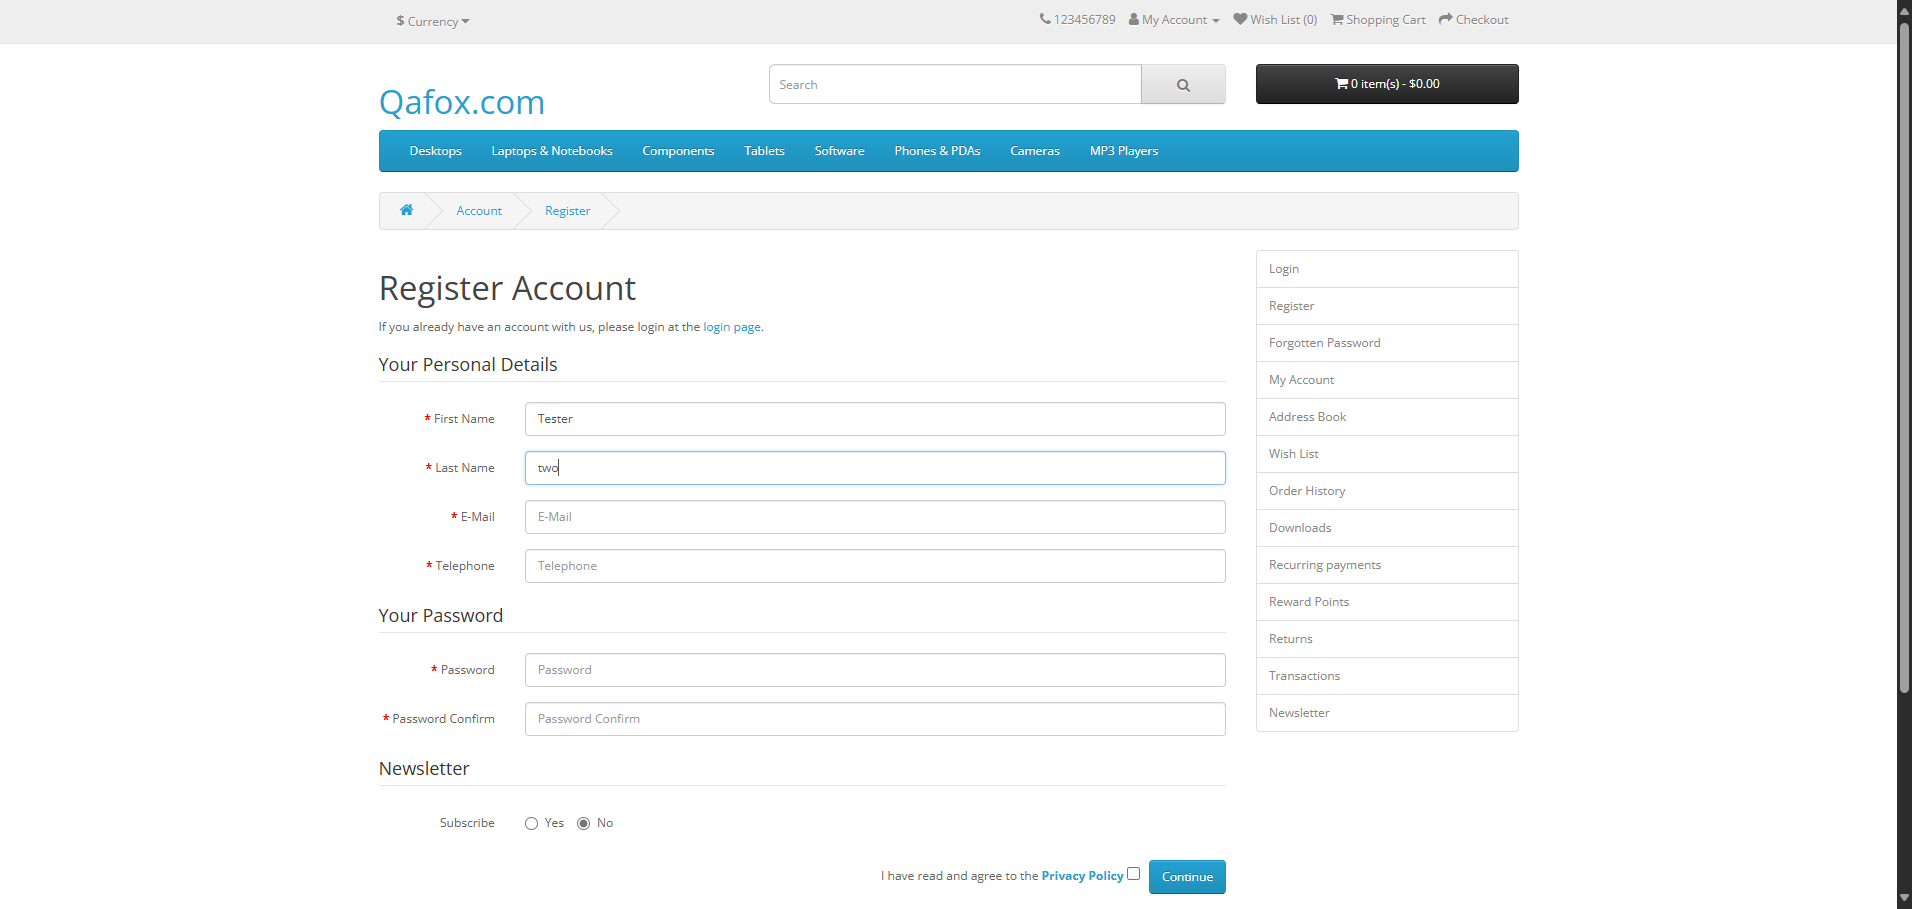 $ Currency
123456789 My Account Wish List (0) Shopping Cart Checkout
Qafox.com
Search
0 item(s) - $0.00
Desktops Laptops & Notebooks Components Tablets Software Phones & PDAs Cameras MP3 Players
Account Register
Register Account
If you already have an account with us, please login at the login page.
Your Personal Details
* First Name Tester
* Last Name two
* E-Mail E-Mail
* Telephone Telephone
Your Password
* Password Password
* Password Confirm Password Confirm
Newsletter
Subscribe Yes No
I have read and agree to the Privacy Policy Continue
Login
Register
Forgotten Password
My Account
Address Book
Wish List
Order History
Downloads
Recurring payments
Reward Points
Returns
Transactions
Newsletter